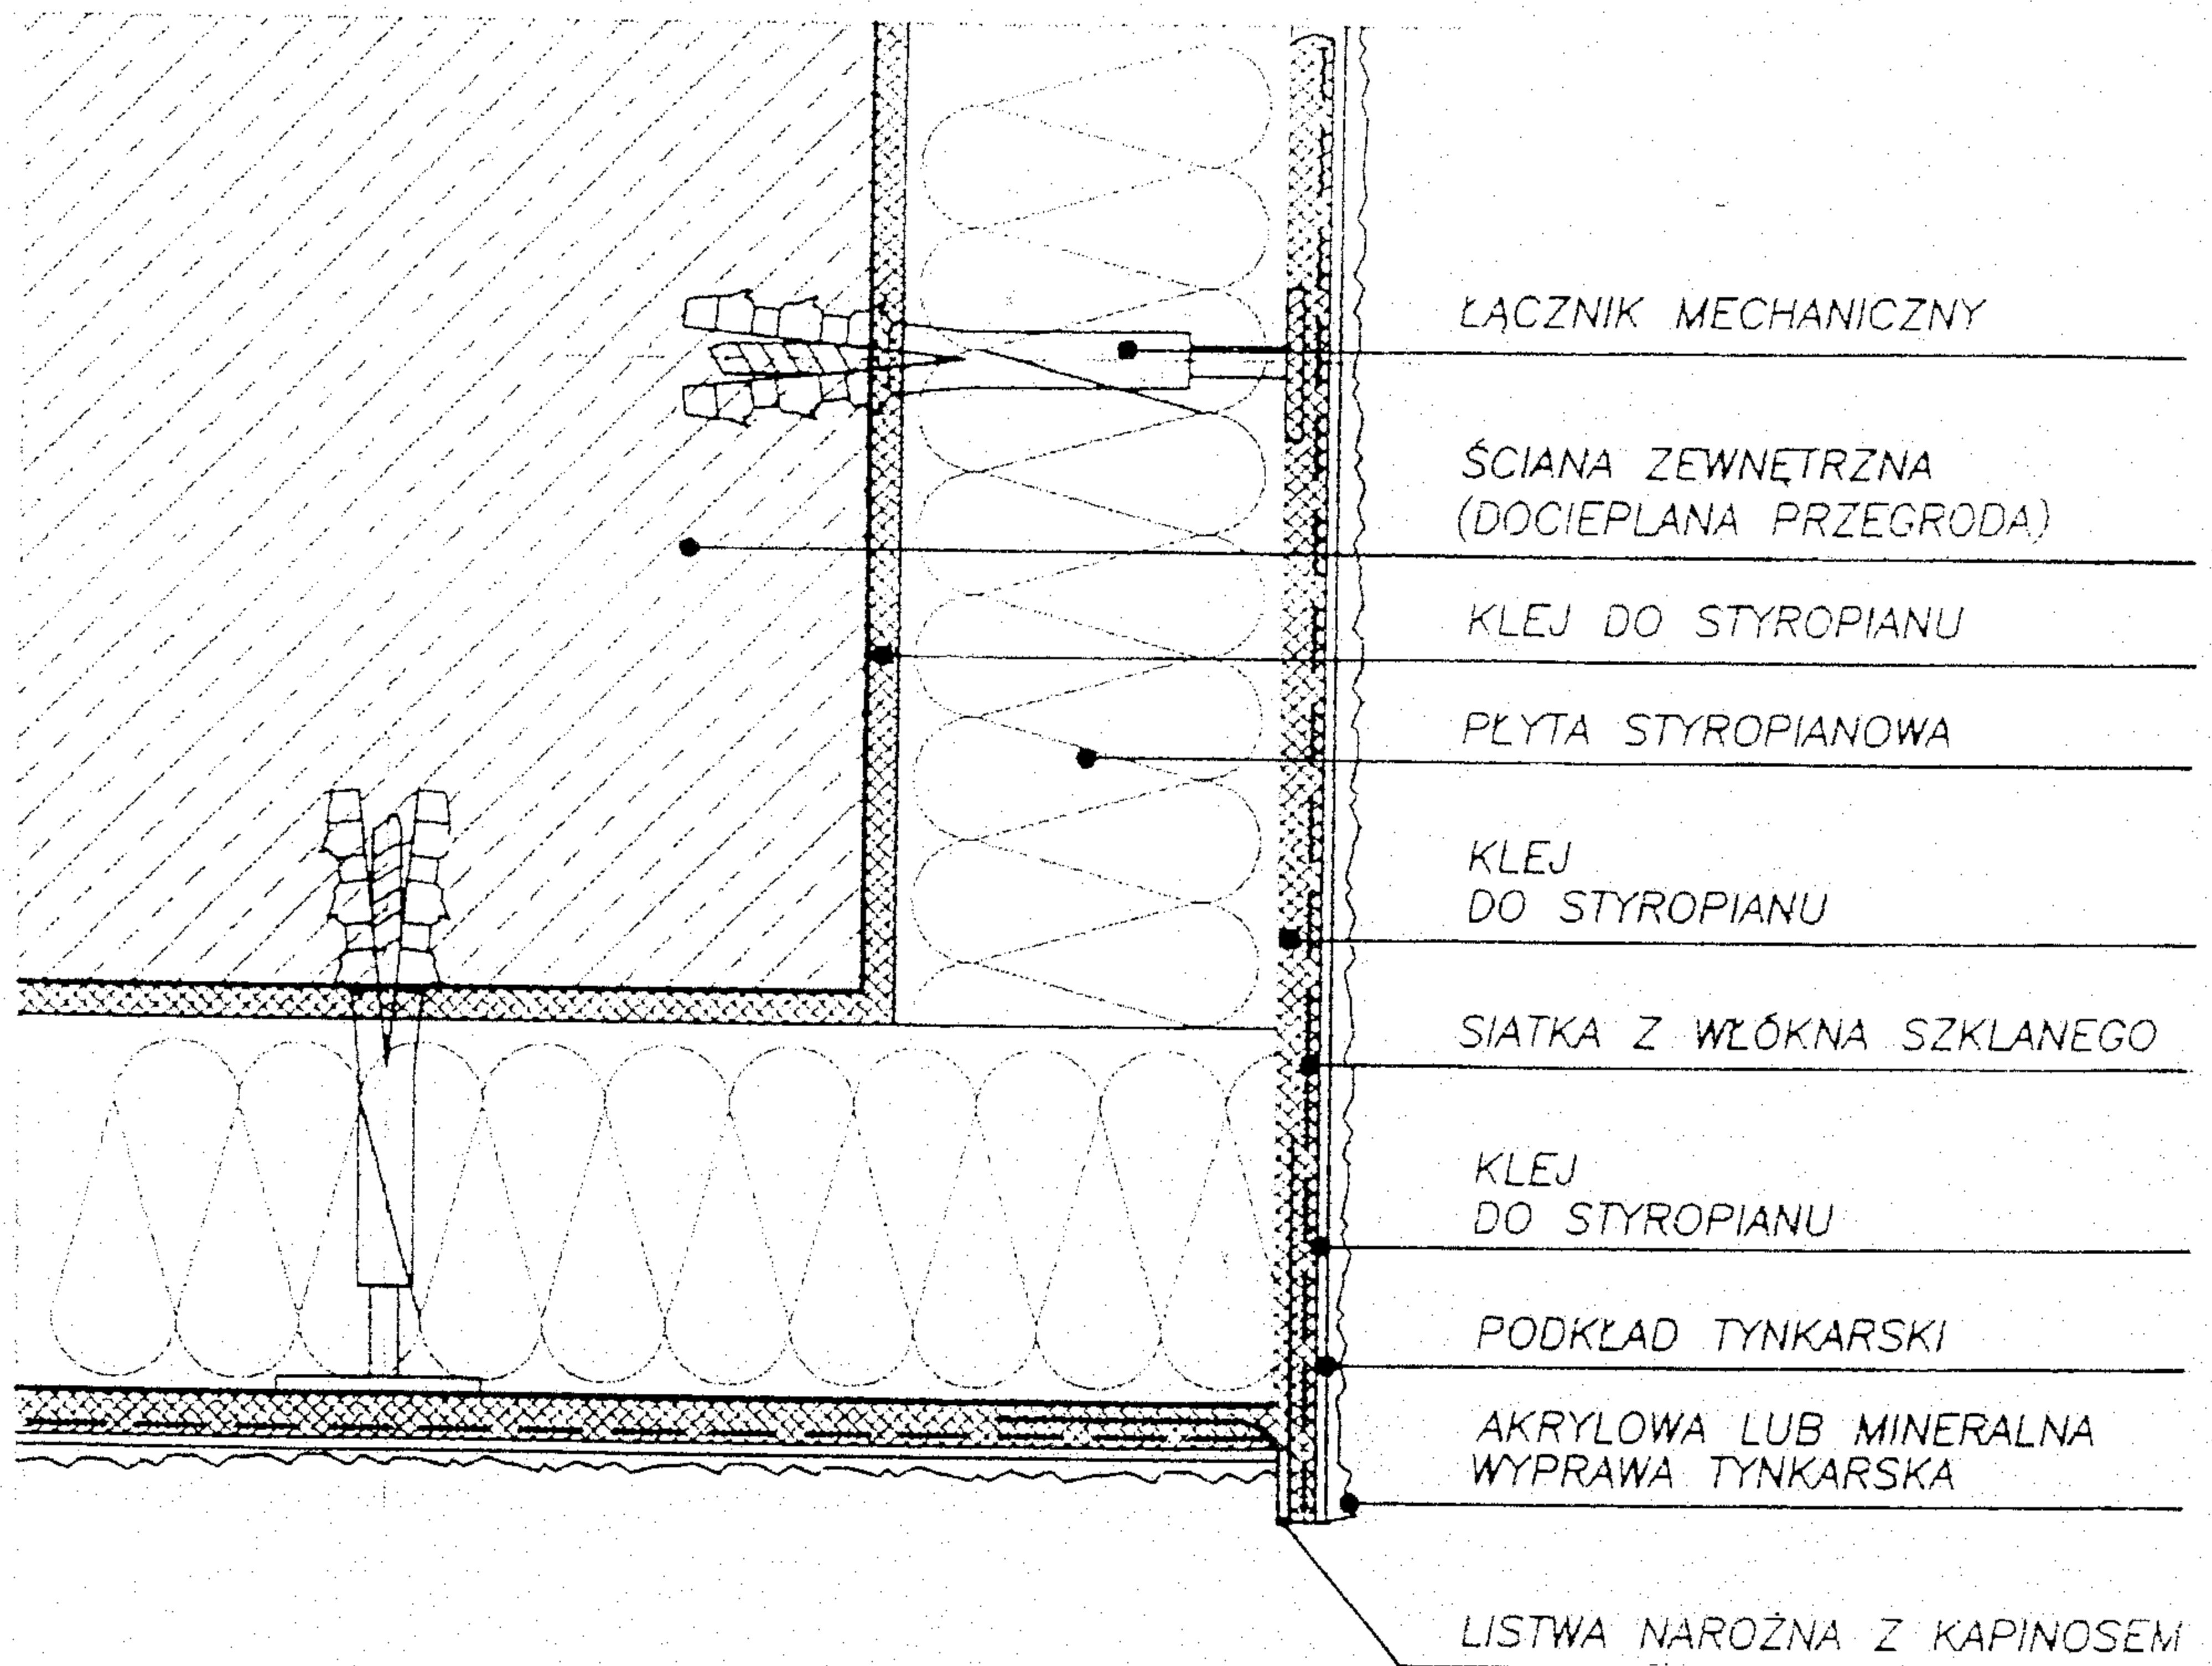 ŁĄCZNIK MECHANICZNY
ŚCIANA ZEWNĘTRZNA
(DOCIEPLANA PRZEGRODA)
KLEJ DO STYROPIANU
PŁYTA STYROPIANOWA
KLEJ
DO STYROPIANU
SIATKA Z WŁÓKNA SZKLANEGO
KLEJ
DO STYROPIANU
PODKŁAD TYNKARSKI
AKRYLOWA LUB MINERALNA
WYPRAWA TYNKARSKA
LISTWA NAROŻNA Z KAPINOSEM